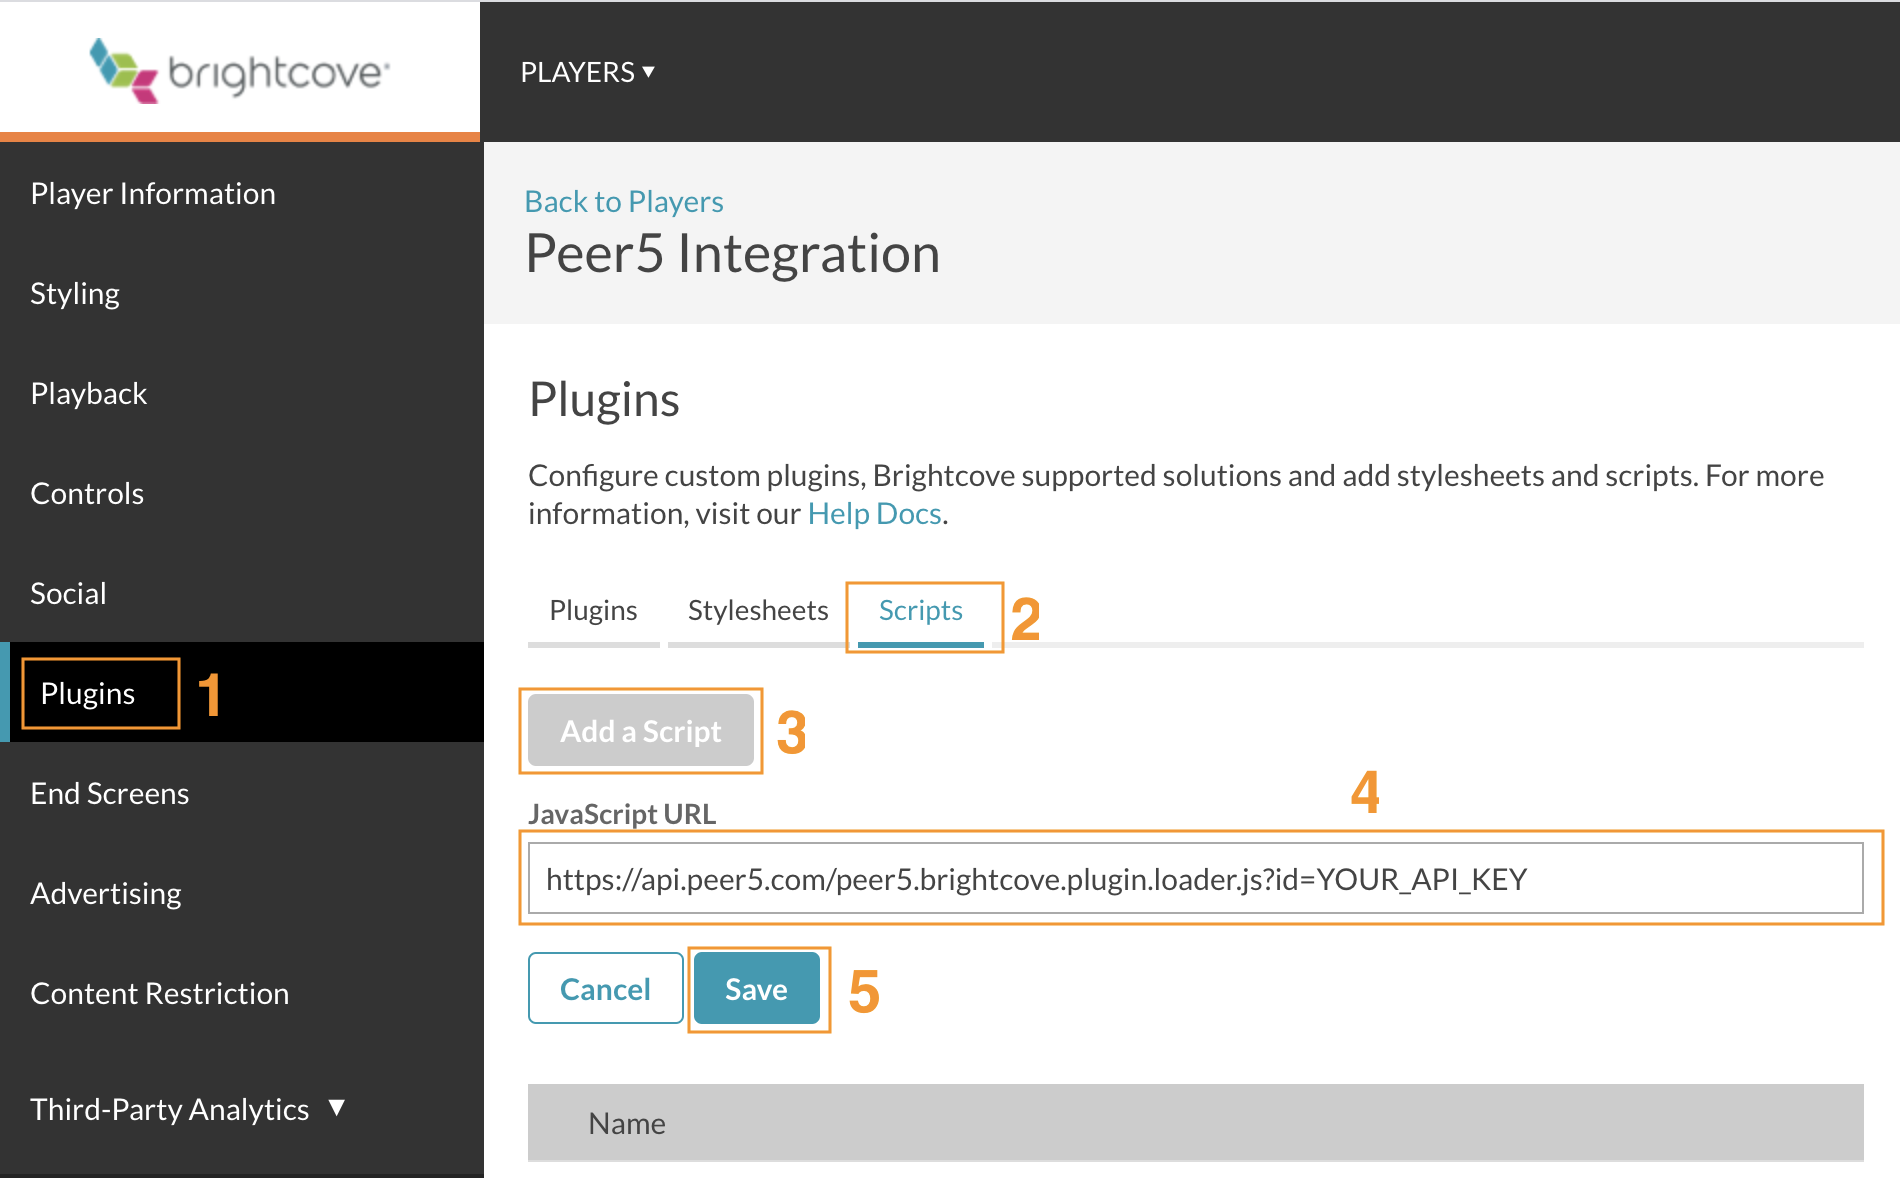 brightcove®
PLAYERS ▼
Player Information
Styling
Playback
Controls
Social
Plugins 1
End Screens
Advertising
Content Restriction
Third-Party Analytics ▼
Back to Players
Peer5 Integration
Plugins
Configure custom plugins, Brightcove supported solutions and add stylesheets and scripts. For more
information, visit our Help Docs.
Plugins Stylesheets Scripts 2
Add a Script 3
4
JavaScript URL
https://api.peer5.com/peer5.brightcove.plugin.loader.js?id=YOUR_API_KEY
Cancel Save 5
Name